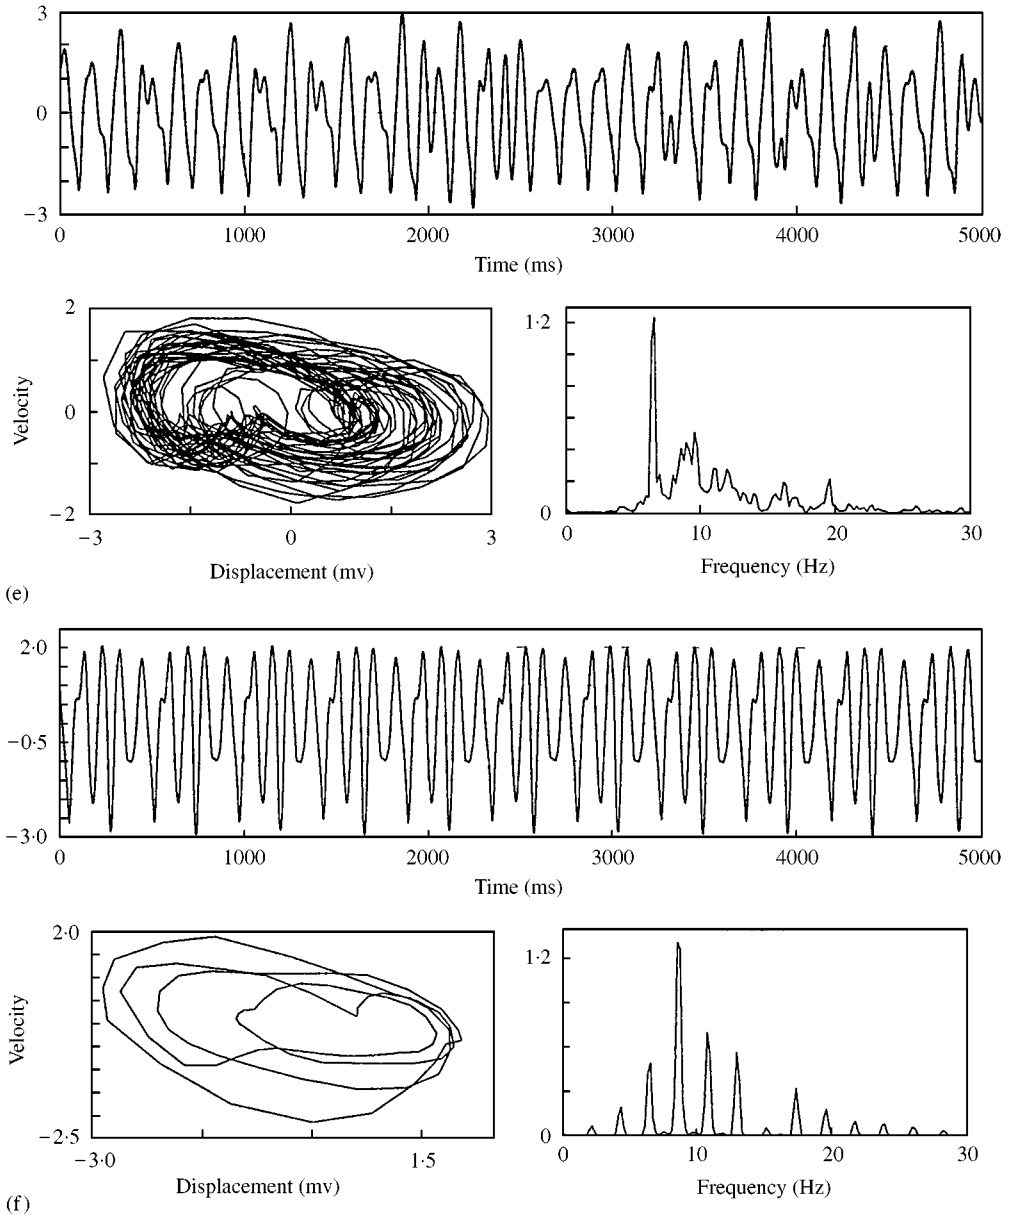 3
0
−3
0 1000 2000 3000 4000 5000
Time (ms)
2
0
−2
Velocity
−3 0 3
Displacement (mv)
1·2
0
0 10 20 30
Frequency (Hz)
(e)
2·0
−0·5
−3·0
0 1000 2000 3000 4000 5000
Time (ms)
2·0
−2·5
Velocity
−3·0 1·5
Displacement (mv)
1·2
0
0 10 20 30
Frequency (Hz)
(f)